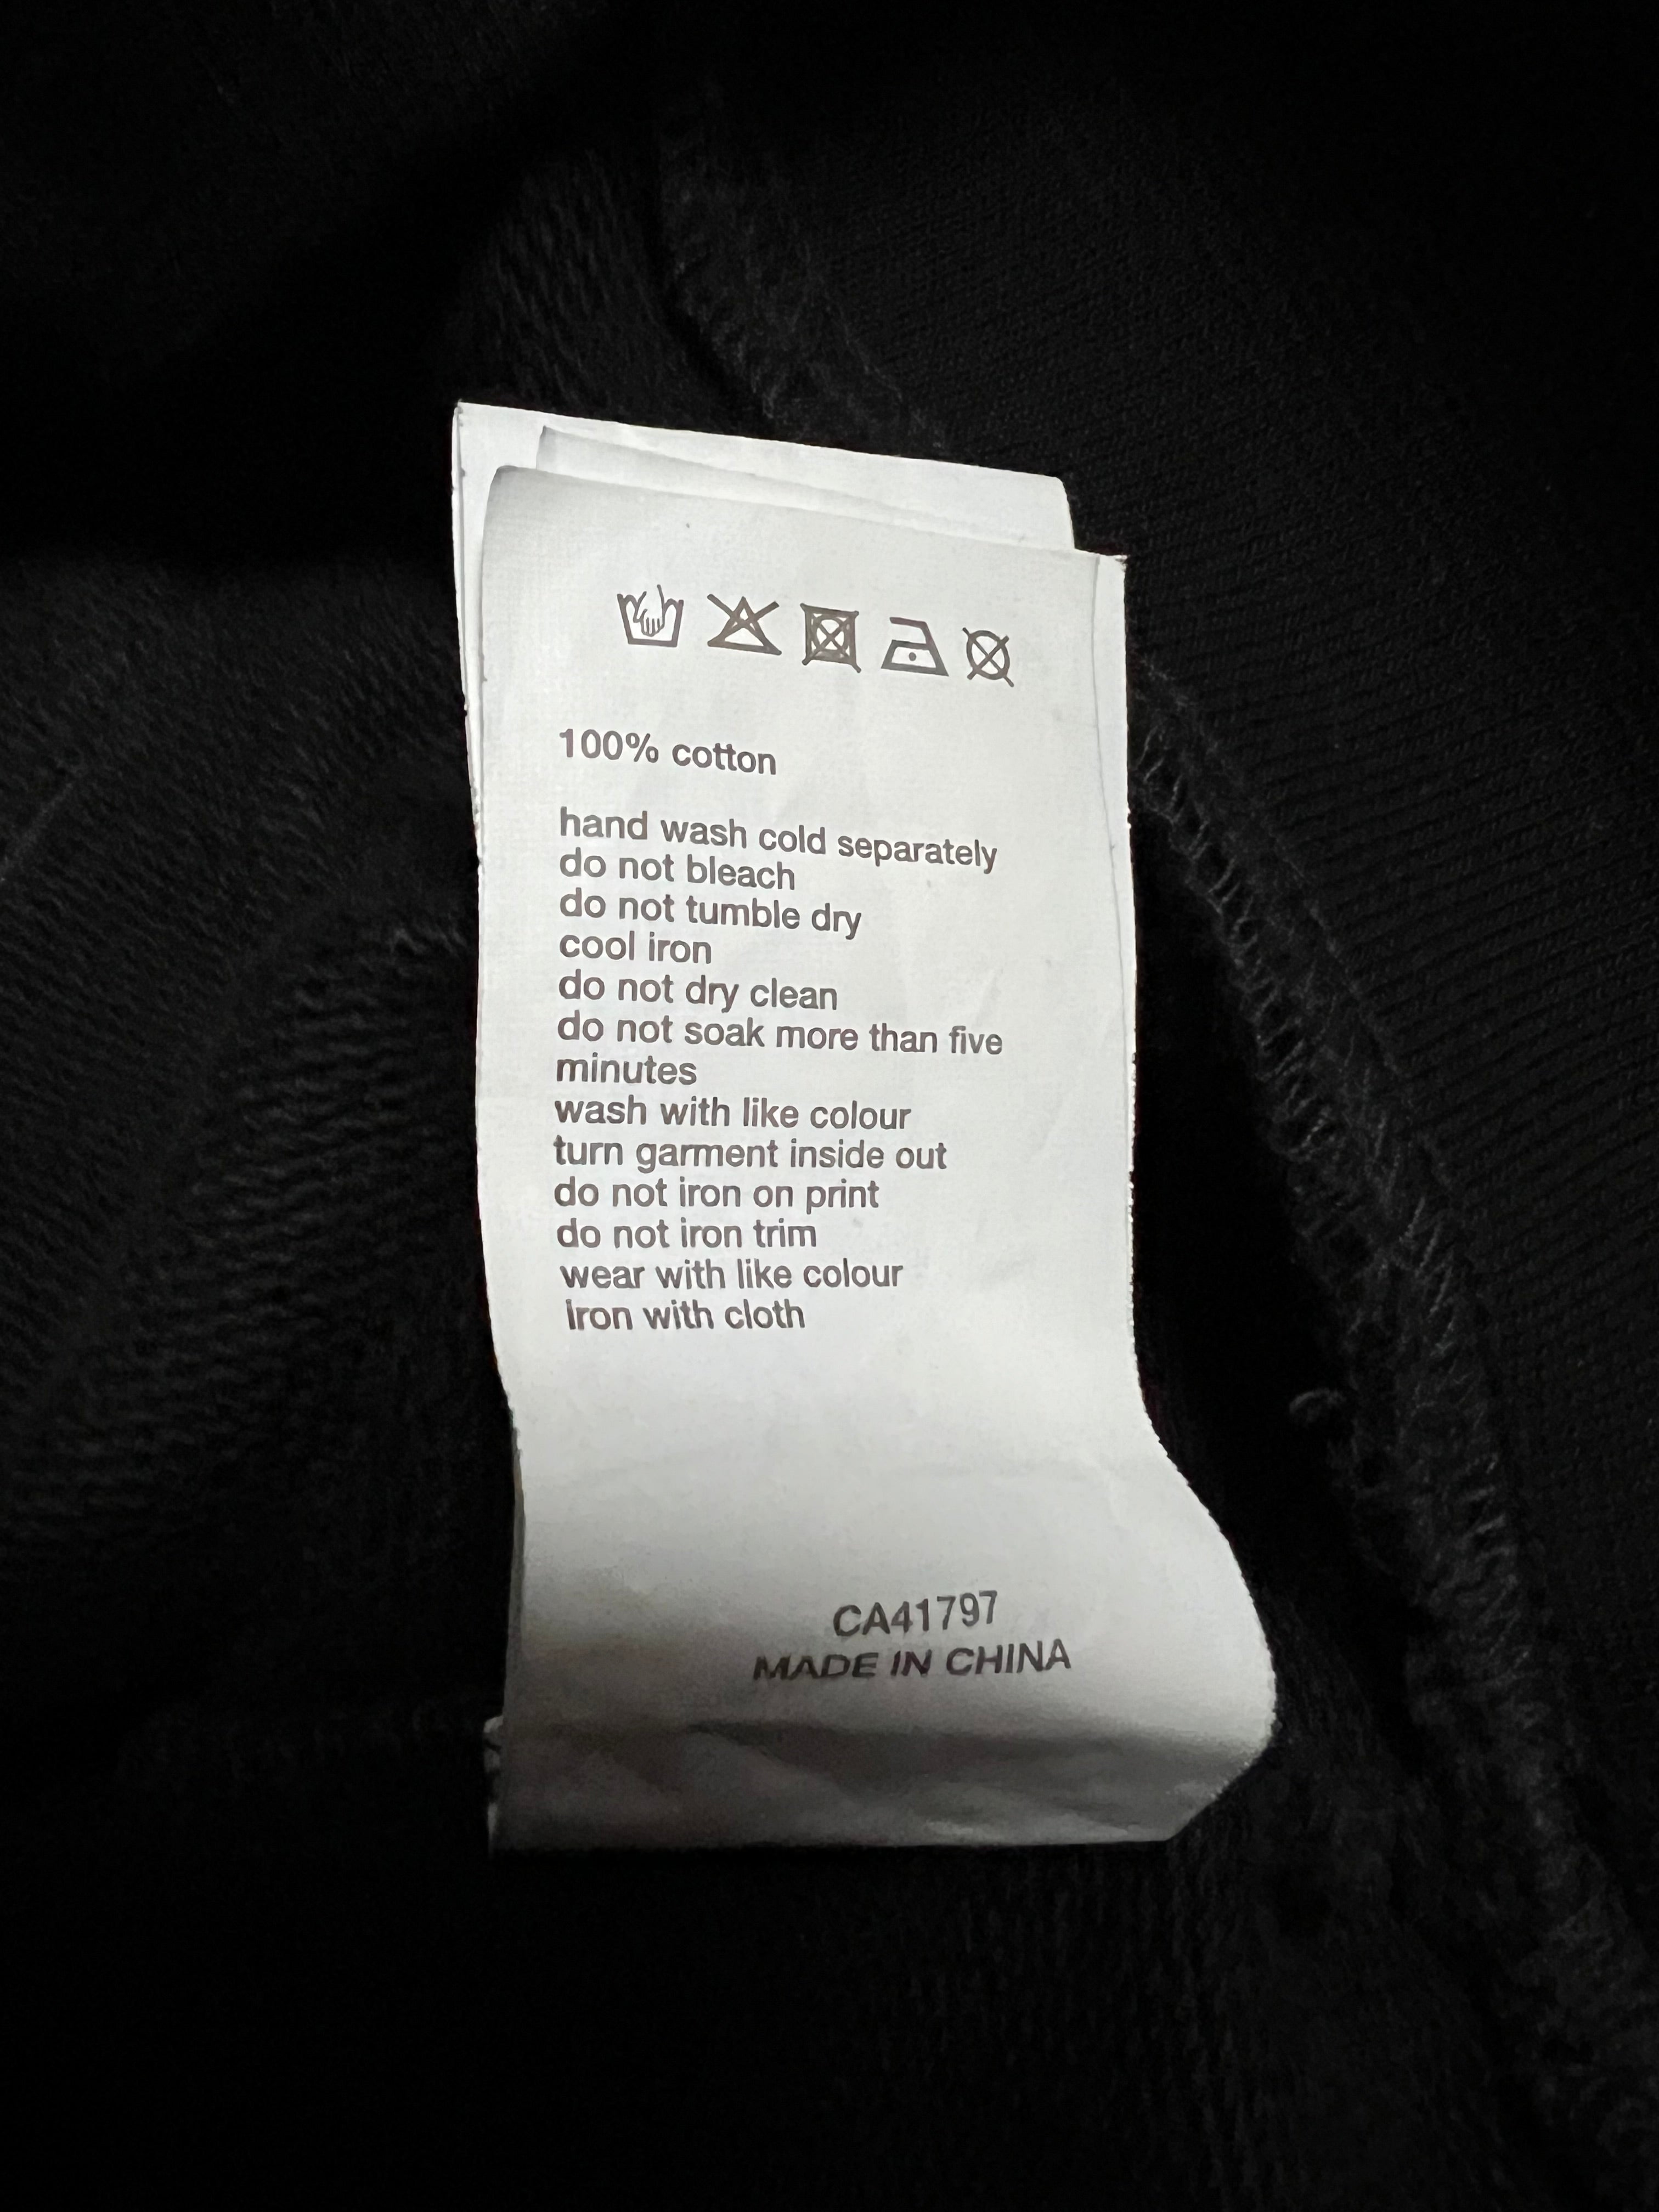 100% cotton
hand wash cold separately
do not bleach
do not tumble dry
cool iron
do not dry clean
do not soak more than five
minutes
wash with like colour
turn garment inside out
do not iron on print
do not iron trim
wear with like colour
iron with cloth
CA41797
MADE IN CHINA